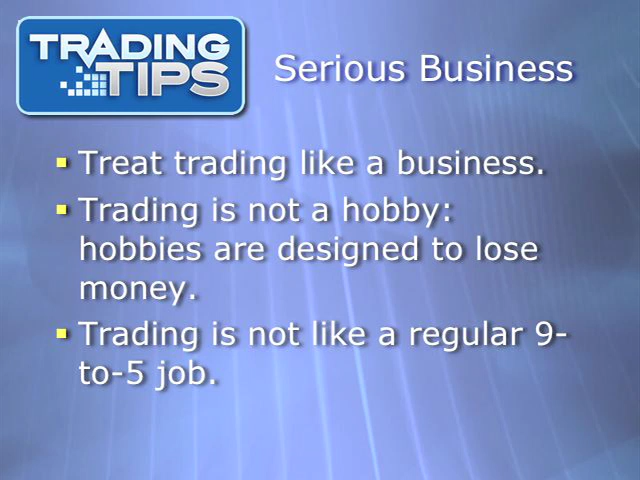 TRADING
TIPS
Serious Business
▪ Treat trading like a business.
▪ Trading is not a hobby:
hobbies are designed to lose
money.
▪ Trading is not like a regular 9-
to-5 job.